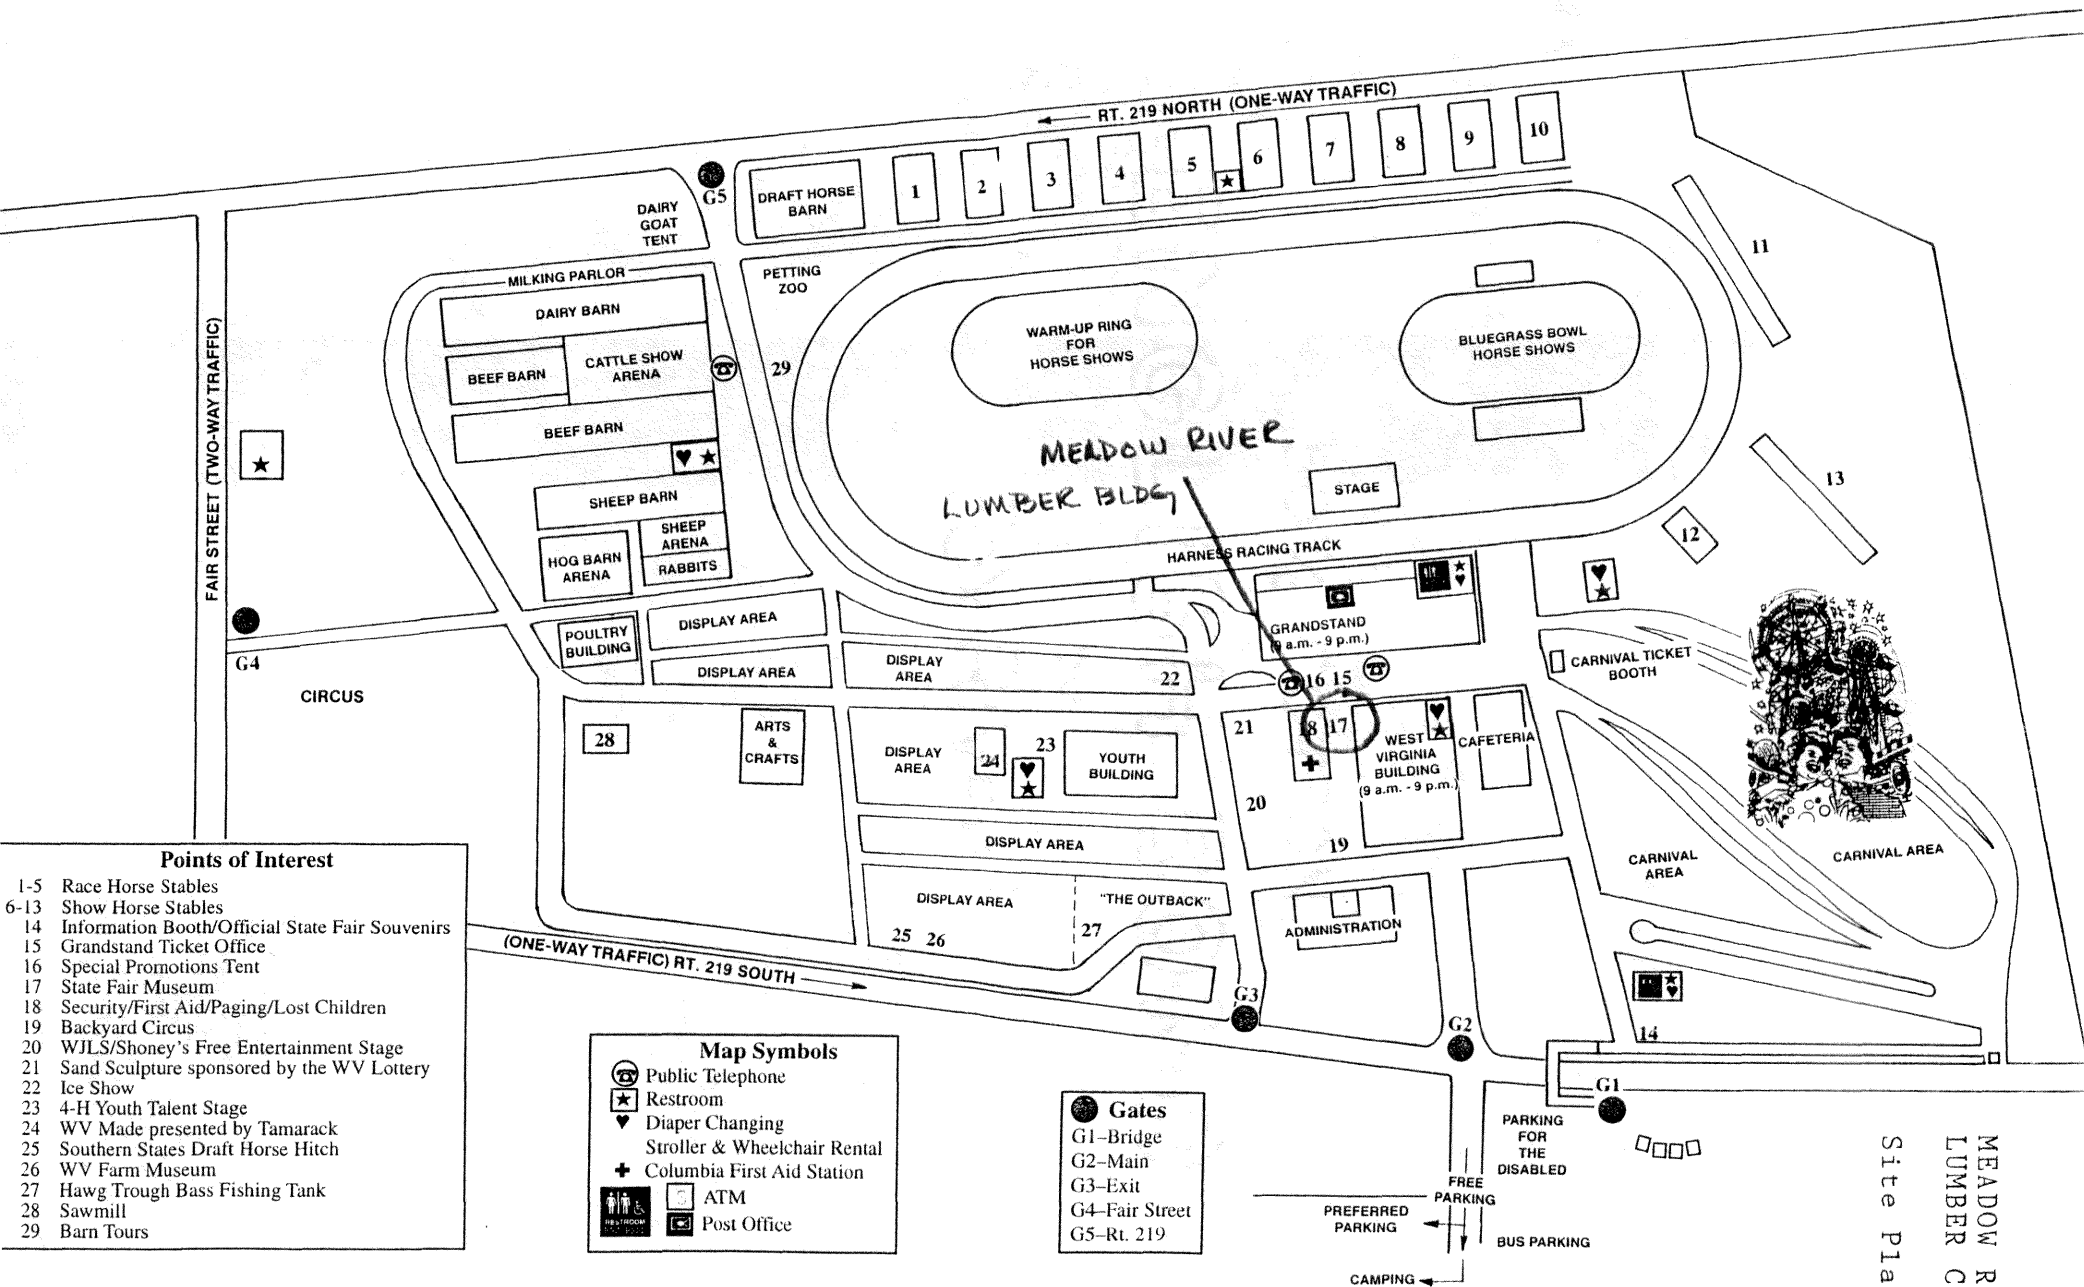 RT. 219 NORTH (ONE-WAY TRAFFIC)
G5
DAIRY
GOAT
TENT
DRAFT HORSE
BARN
1
2
3
4
5
6
7
8
9
10
11
MILKING PARLOR
PETTING
ZOO
DAIRY BARN
BEEF BARN
CATTLE SHOW
ARENA
29
BEEF BARN
WARM-UP RING
FOR
HORSE SHOWS
BLUEGRASS BOWL
HORSE SHOWS
FAIR STREET (TWO-WAY TRAFFIC)
MEADOW RIVER
LUMBER BLDG
STAGE
13
12
SHEEP BARN
SHEEP
ARENA
HOG BARN
ARENA
RABBITS
HARNESS RACING TRACK
G4
POULTRY
BUILDING
DISPLAY AREA
DISPLAY AREA
DISPLAY
AREA
22
GRANDSTAND
(9 a.m. - 9 p.m.)
16 15
CARNIVAL TICKET
BOOTH
CIRCUS
28
ARTS
&
CRAFTS
DISPLAY
AREA
24
23
YOUTH
BUILDING
21
18
17
WEST
VIRGINIA
BUILDING
(9 a.m. - 9 p.m.)
CAFETERIA
20
19
DISPLAY AREA
CARNIVAL
AREA
CARNIVAL AREA
DISPLAY AREA
"THE OUTBACK"
25 26
27
ADMINISTRATION
(ONE-WAY TRAFFIC) RT. 219 SOUTH
G3
G2
14
G1
Points of Interest
1-5 Race Horse Stables
6-13 Show Horse Stables
14 Information Booth/Official State Fair Souvenirs
15 Grandstand Ticket Office
16 Special Promotions Tent
17 State Fair Museum
18 Security/First Aid/Paging/Lost Children
19 Backyard Circus
20 WJLS/Shoney's Free Entertainment Stage
21 Sand Sculpture sponsored by the WV Lottery
22 Ice Show
23 4-H Youth Talent Stage
24 WV Made presented by Tamarack
25 Southern States Draft Horse Hitch
26 WV Farm Museum
27 Hawg Trough Bass Fishing Tank
28 Sawmill
29 Barn Tours
Map Symbols
Public Telephone
Restroom
Diaper Changing
Stroller & Wheelchair Rental
Columbia First Aid Station
RESTROOM
ATM
Post Office
Gates
G1–Bridge
G2–Main
G3–Exit
G4–Fair Street
G5–Rt. 219
PARKING
FOR
THE
DISABLED
FREE
PARKING
PREFERRED
PARKING
BUS PARKING
CAMPING
MEADOW R
LUMBER C
Site Pla